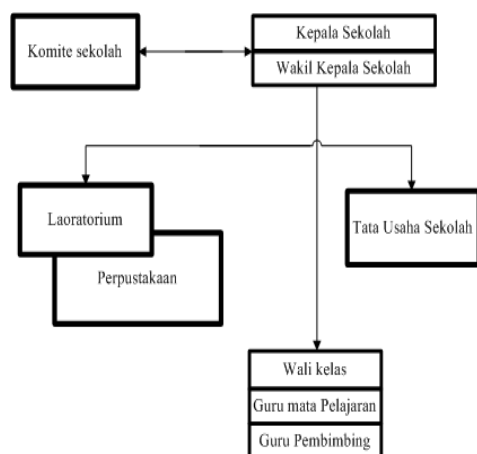 Kepala Sekolah
Komite sekolah
Wakil Kepala Sekolah
Laoratorium
Tata Usaha Sekolah
Perpustakaan
Wali kelas
Guru mata Pelajaran
Guru Pembimbing